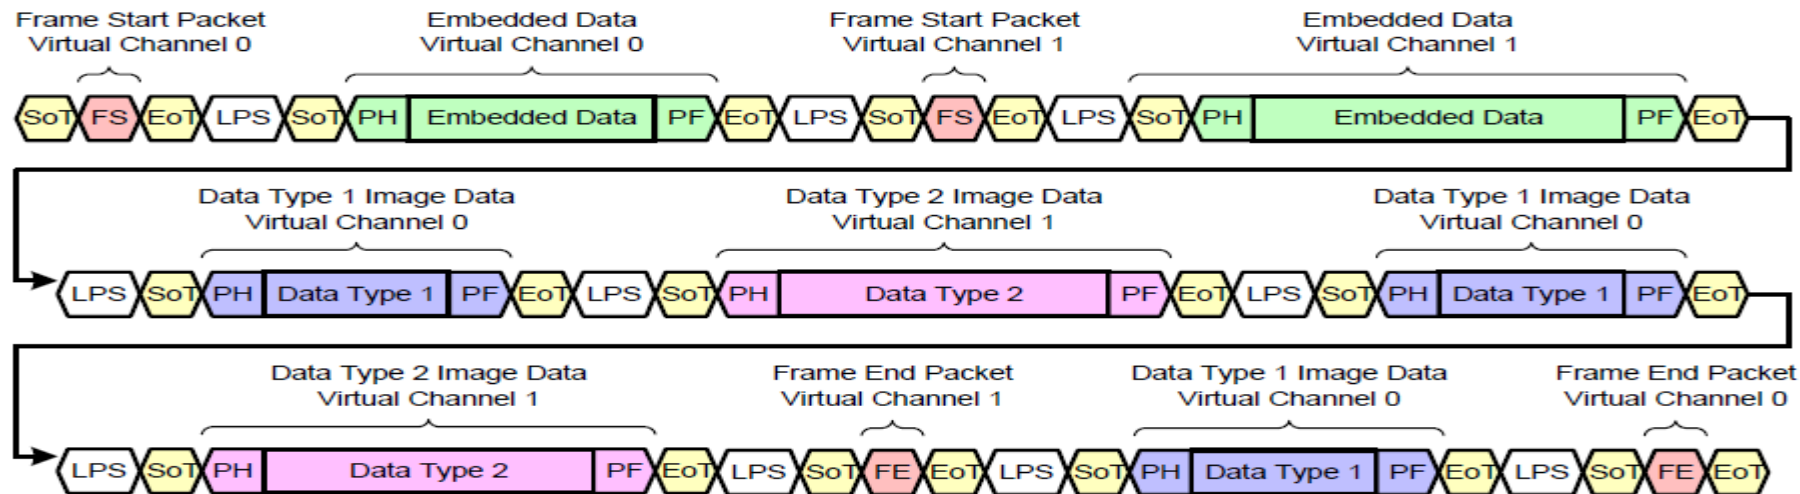 Frame Start Packet Embedded Data Frame Start Packet Embedded Data
Virtual Channel 0 Virtual Channel 0 Virtual Channel 1 Virtual Channel 1
SoT FS EoT LPS SoT PH Embedded Data PF EoT LPS SoT FS EoT LPS SoT PH Embedded Data PF EoT
Data Type 1 Image Data Data Type 2 Image Data Data Type 1 Image Data
Virtual Channel 0 Virtual Channel 1 Virtual Channel 0
LPS SoT PH Data Type 1 PF EoT LPS SoT PH Data Type 2 PF EoT LPS SoT PH Data Type 1 PF EoT
Data Type 2 Image Data Frame End Packet Data Type 1 Image Data Frame End Packet
Virtual Channel 1 Virtual Channel 1 Virtual Channel 0 Virtual Channel 0
LPS SoT PH Data Type 2 PF EoT LPS SoT FE EoT LPS SoT PH Data Type 1 PF EoT LPS SoT FE EoT